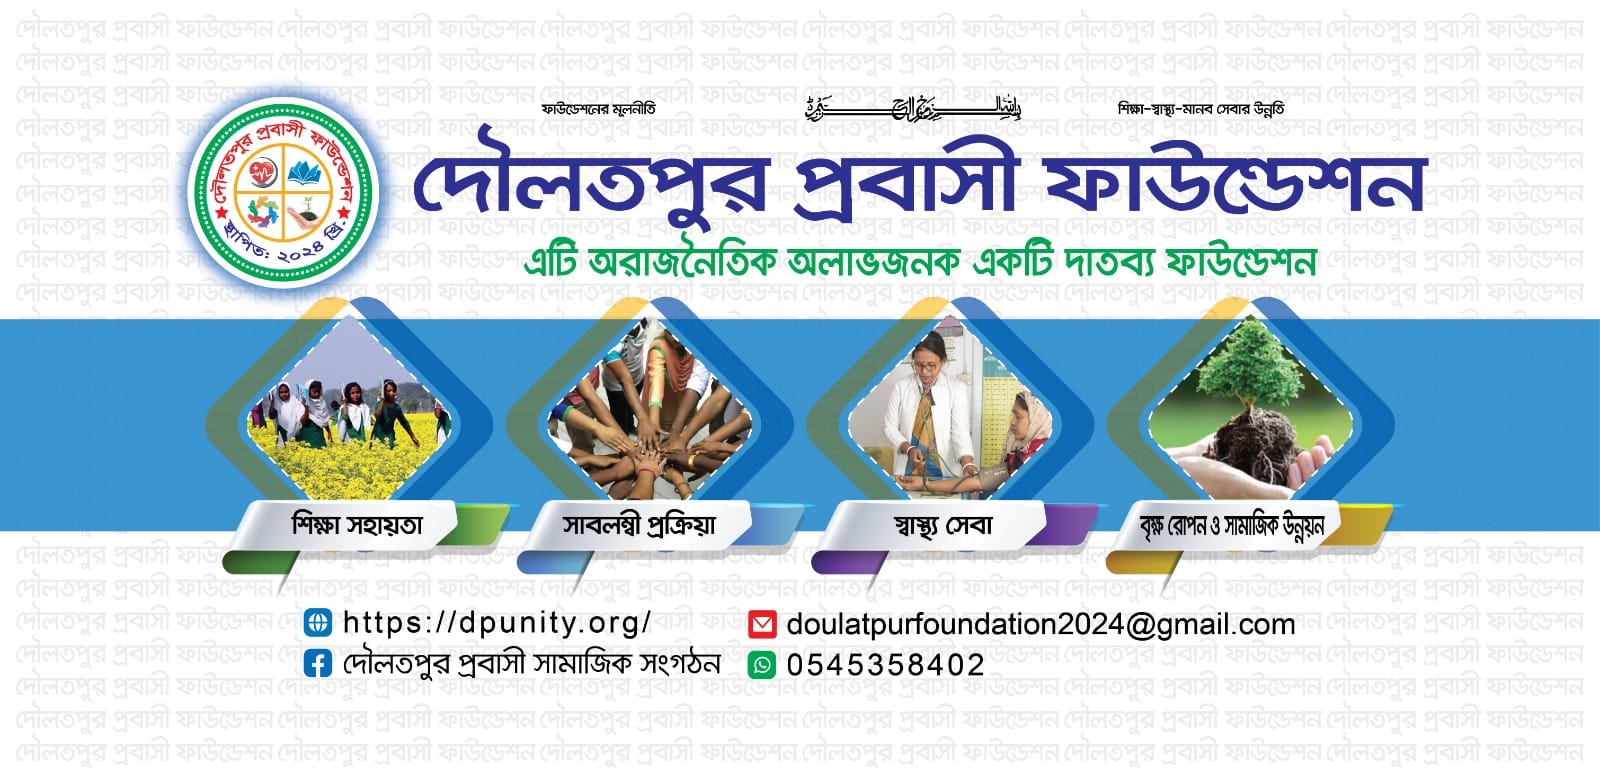 ফাউন্ডেশনের মূলনীতি
শিক্ষা-স্বাস্থ্য-মানব সেবার উন্নতি
দৌলতপুর প্রবাসী ফাউন্ডেশন
স্থাপিত: ২০২৪ খ্রি:
দৌলতপুর প্রবাসী ফাউন্ডেশন
এটি অরাজনৈতিক অলাভজনক একটি দাতব্য ফাউন্ডেশন
শিক্ষা সহায়তা
সাবলম্বী প্রক্রিয়া
স্বাস্থ্য সেবা
বৃক্ষ রোপন ও সামাজিক উন্নয়ন
https://dpunity.org/
doulatpurfoundation2024@gmail.com
দৌলতপুর প্রবাসী সামাজিক সংগঠন
0545358402